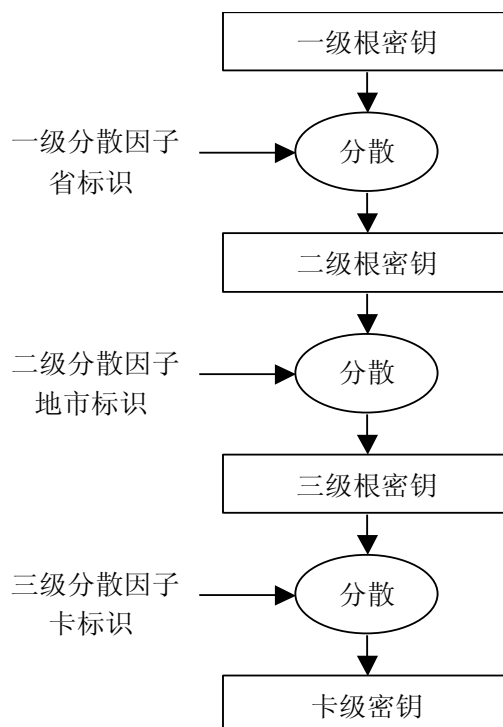 一级根密钥
一级分散因子
省标识
分散
二级根密钥
二级分散因子
地市标识
分散
三级根密钥
三级分散因子
卡标识
分散
卡级密钥